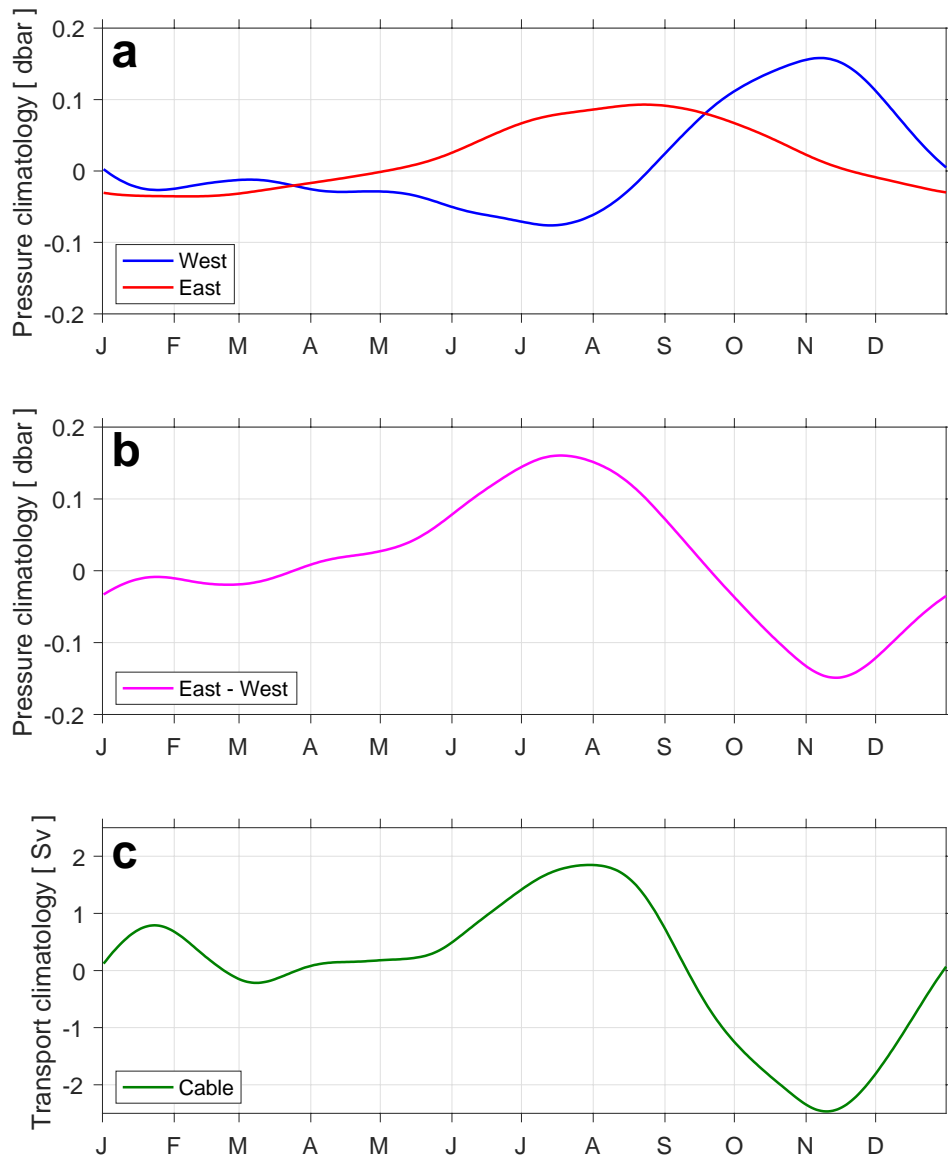 a
Pressure climatology [ dbar ]
0.2
0.1
0
-0.1
-0.2
West
East
J F M A M J J A S O N D
b
Pressure climatology [ dbar ]
0.2
0.1
0
-0.1
-0.2
East - West
J F M A M J J A S O N D
c
Transport climatology [ Sv ]
2
1
0
-1
-2
Cable
J F M A M J J A S O N D